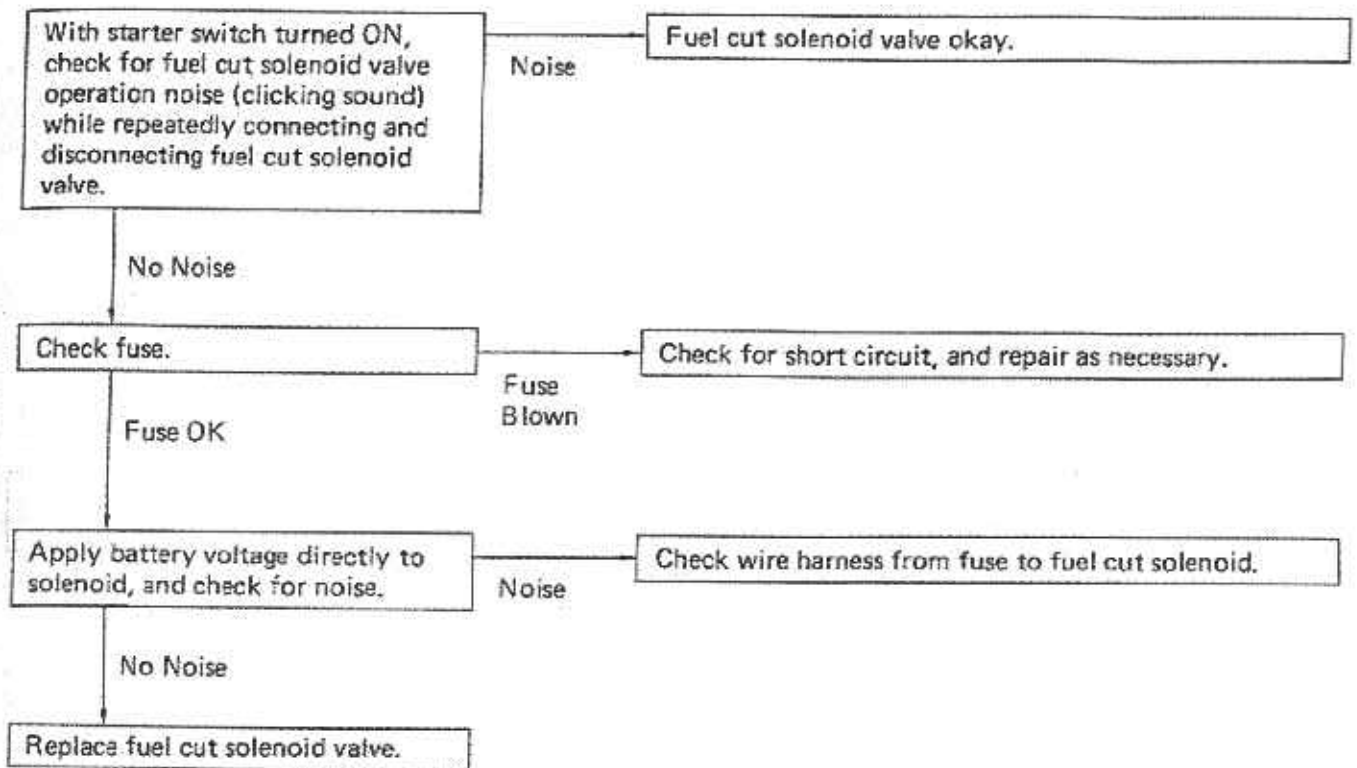 With starter switch turned ON,
check for fuel cut solenoid valve
operation noise (clicking sound)
while repeatedly connecting and
disconnecting fuel cut solenoid
valve.
Noise
Fuel cut solenoid valve okay.
No Noise
Check fuse.
Fuse
Blown
Check for short circuit, and repair as necessary.
Fuse OK
Apply battery voltage directly to
solenoid, and check for noise.
Noise
Check wire harness from fuse to fuel cut solenoid.
No Noise
Replace fuel cut solenoid valve.